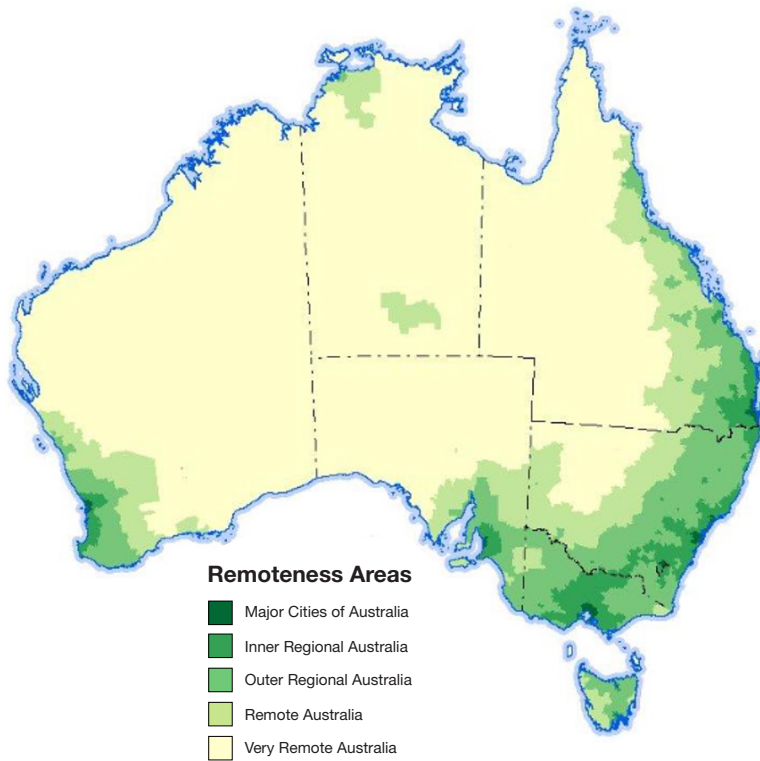 Remoteness Areas
Major Cities of Australia
Inner Regional Australia
Outer Regional Australia
Remote Australia
Very Remote Australia